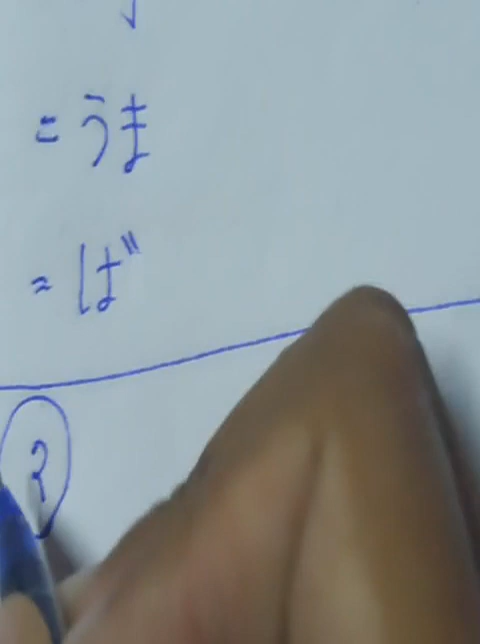 = うま
= ば
?